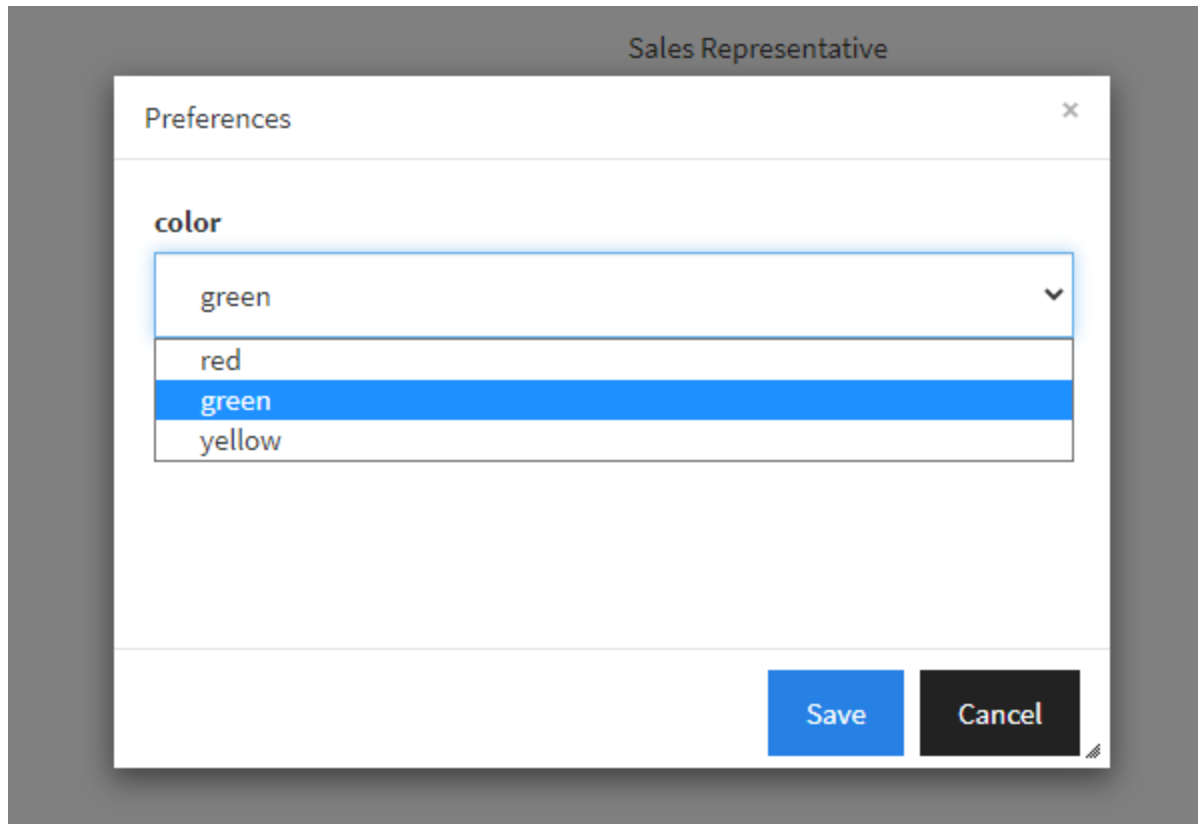 Sales Representative
Preferences
×
color
green
red
green
yellow
Save
Cancel